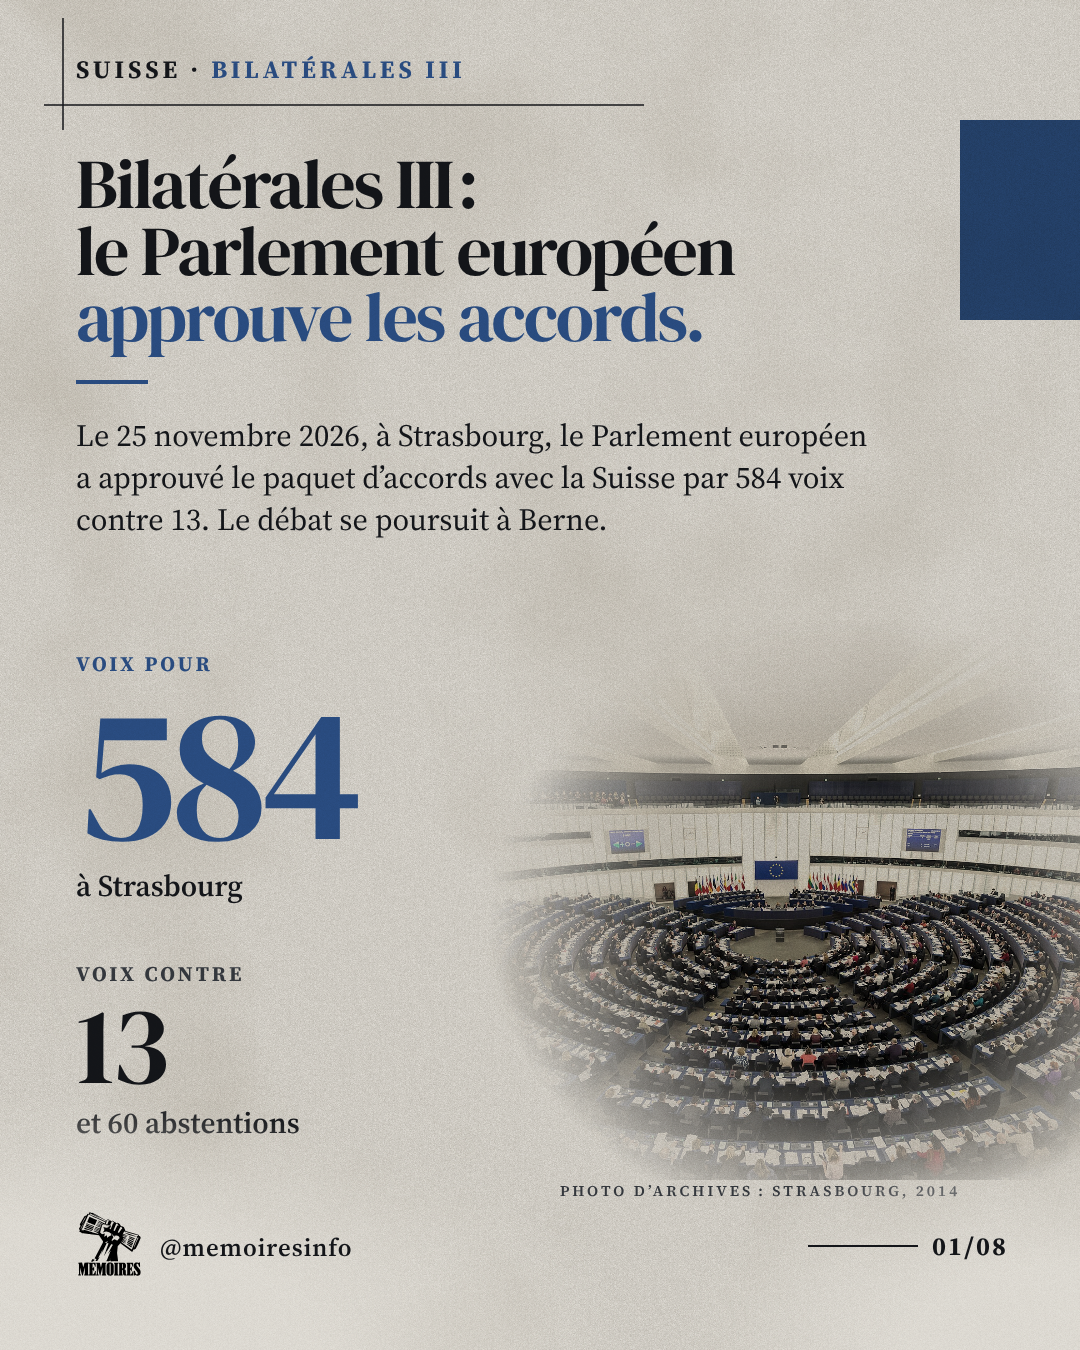 SUISSE · BILATÉRALES III
Bilatérales III :
le Parlement européen
approuve les accords.
Le 25 novembre 2026, à Strasbourg, le Parlement européen
a approuvé le paquet d’accords avec la Suisse par 584 voix
contre 13. Le débat se poursuit à Berne.
VOIX POUR
584
à Strasbourg
VOIX CONTRE
13
et 60 abstentions
PHOTO D’ARCHIVES : STRASBOURG, 2014
MÉMOIRES
@memoiresinfo
01/08